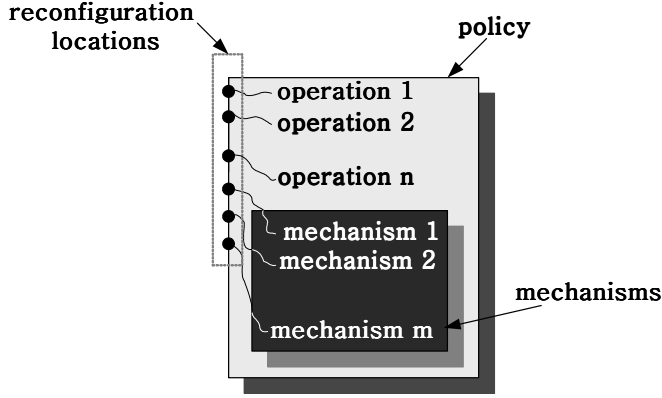 reconfiguration
locations
policy
operation 1
operation 2
operation n
mechanism 1
mechanism 2
mechanisms
mechanism m